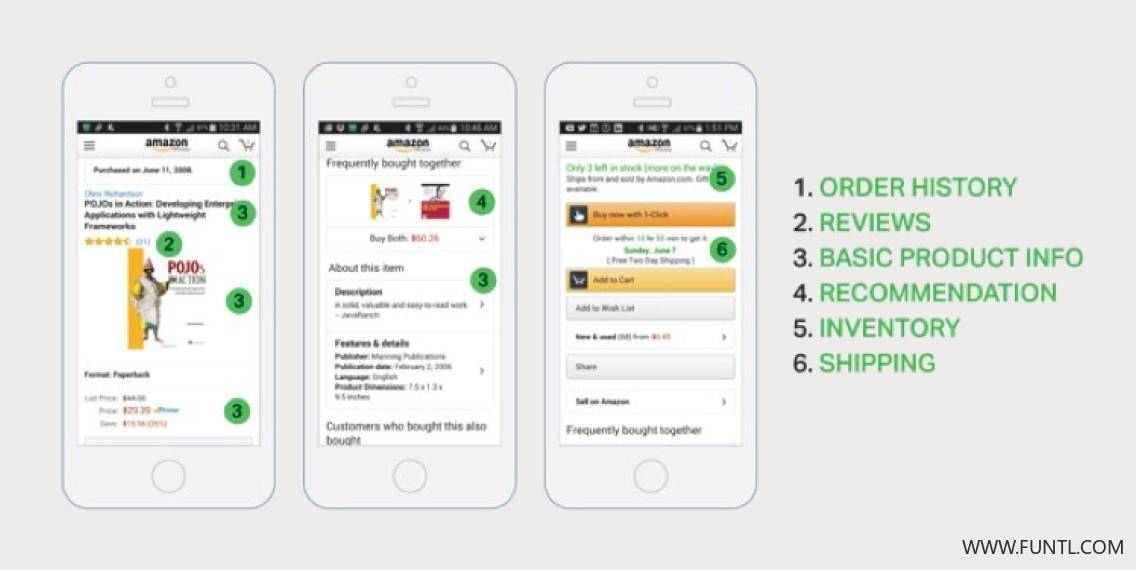 10:31 AM
amazon
Purchased on June 11, 2008.
1
Chris Richardson
POJOs in Action: Developing Enterp
3
Applications with Lightweight
Frameworks
(31)
2
POJOs
IN ACTION
3
Format: Paperback
List Price: $44.95
Price: $29.39 Prime
3
Save: $15.56 (35%)
10:46 AM
amazon
Frequently bought together
4
Buy Both: $60.26
About this item
3
Description
A solid, valuable and easy-to-read work
– JavaRanch
Features & details
Publisher: Manning Publications
Publication date: February 2, 2006
Language: English
Product Dimensions: 7.5 x 1.3 x
9.5 inches
Customers who bought this also
bought
1:51 PM
amazon
Only 3 left in stock (more on the wa
5
Ships from and sold by Amazon.com. Gift
available.
Buy now with 1-Click
Order within 10 hr 53 min to get it
Sunday, June 7
6
( Free Two Day Shipping )
Add to Cart
Add to Wish List
New & used (68) from
Share
Sell on Amazon
Frequently bought together
1. ORDER HISTORY
2. REVIEWS
3. BASIC PRODUCT INFO
4. RECOMMENDATION
5. INVENTORY
6. SHIPPING
WWW.FUNTL.COM